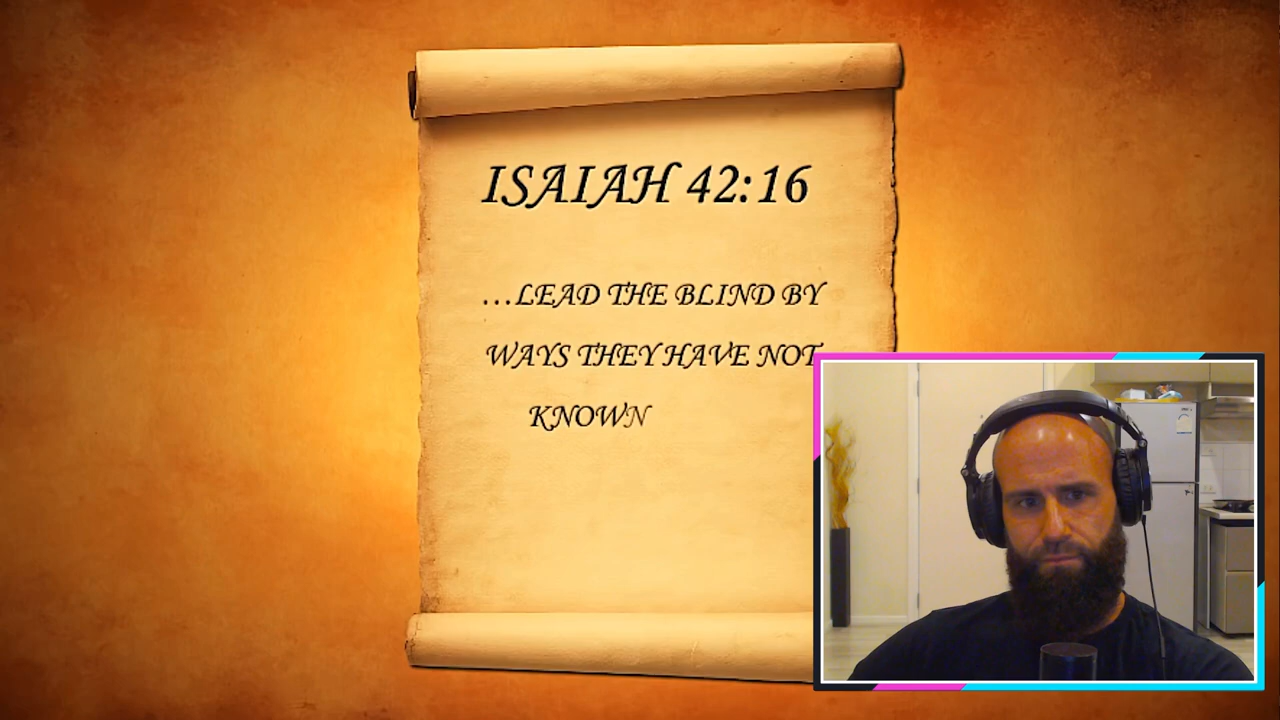 ISAIAH 42:16
...LEAD THE BLIND BY
WAYS THEY HAVE NOT
KNOWN